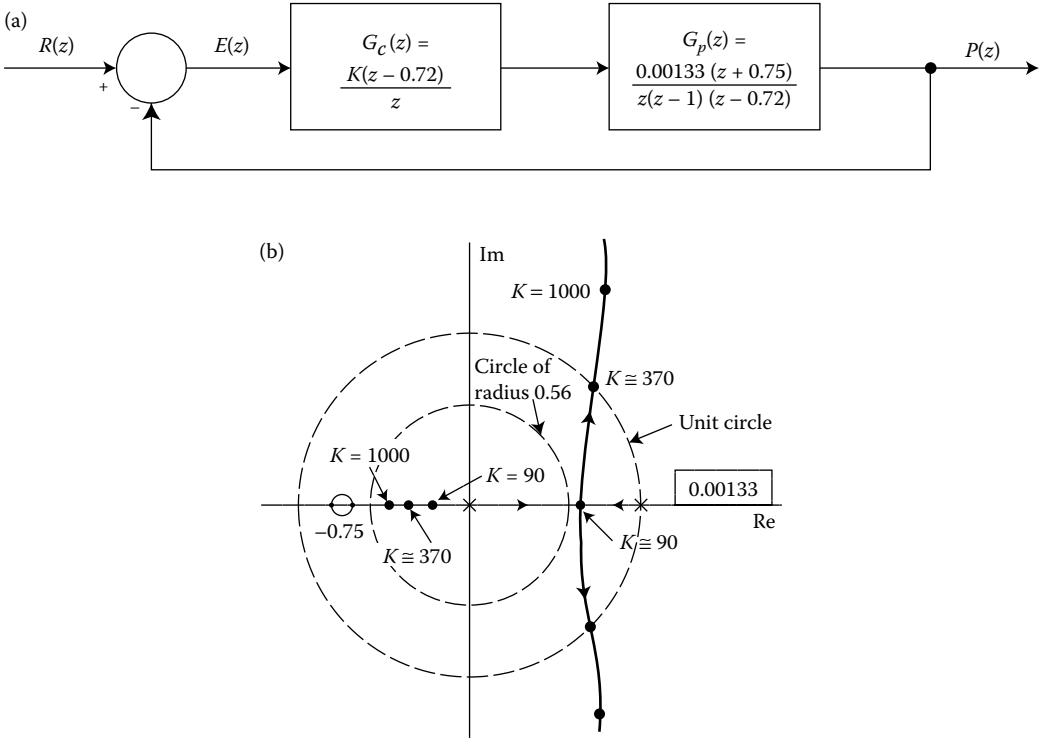 (a)
R(z)
E(z)
G_c(z) =
K(z – 0.72)
z
G_p(z) =
0.00133 (z + 0.75)
z(z – 1) (z – 0.72)
P(z)
+
–
(b)
Im
K = 1000
Circle of
radius 0.56
K ≅ 370
Unit circle
K = 1000
K = 90
0.00133
–0.75
Re
K ≅ 370
K ≅ 90